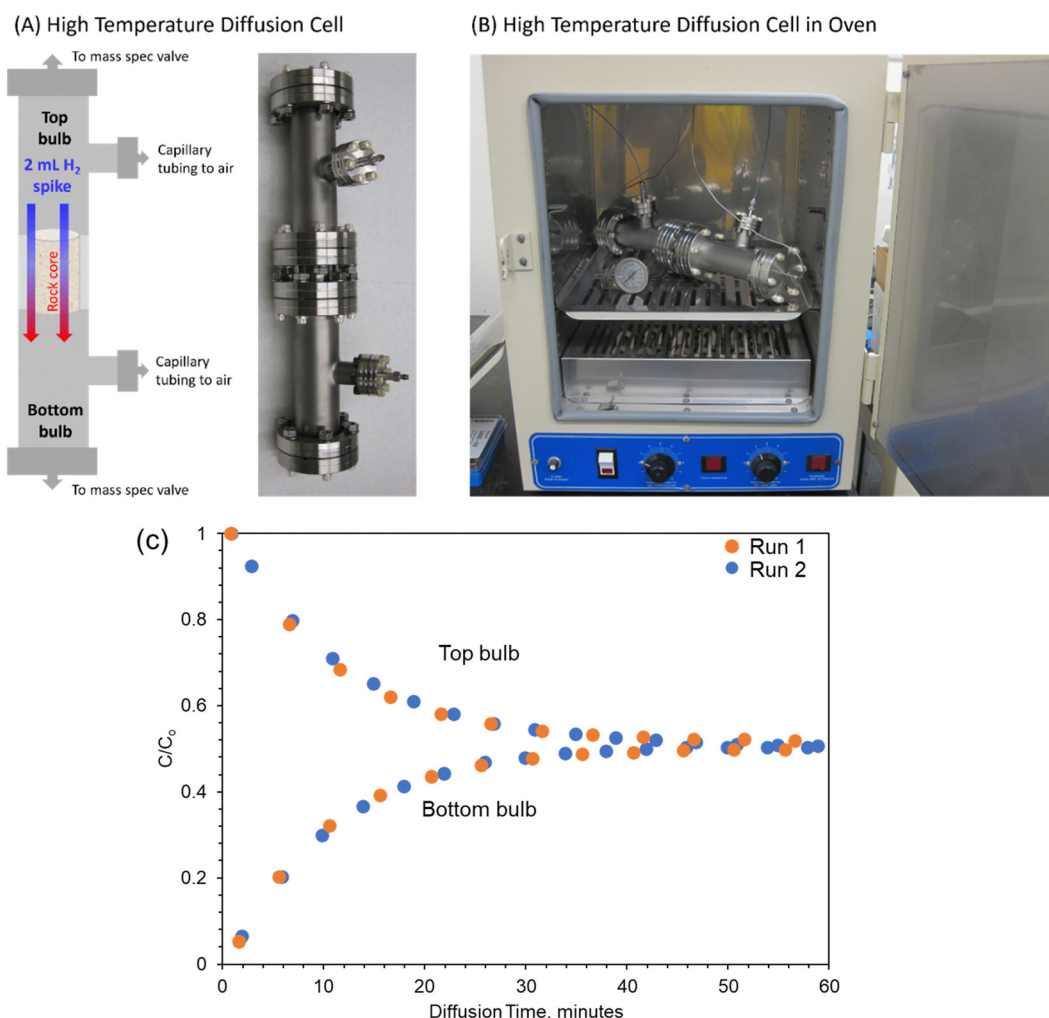 (A) High Temperature Diffusion Cell
To mass spec valve
Top
bulb
2 mL H₂
spike
Capillary
tubing to air
Rock core
Capillary
tubing to air
Bottom
bulb
To mass spec valve
(B) High Temperature Diffusion Cell in Oven
(c)
Run 1
Run 2
Top bulb
Bottom bulb
C/Cₒ
1
0.8
0.6
0.4
0.2
0
0 10 20 30 40 50 60
Diffusion Time, minutes